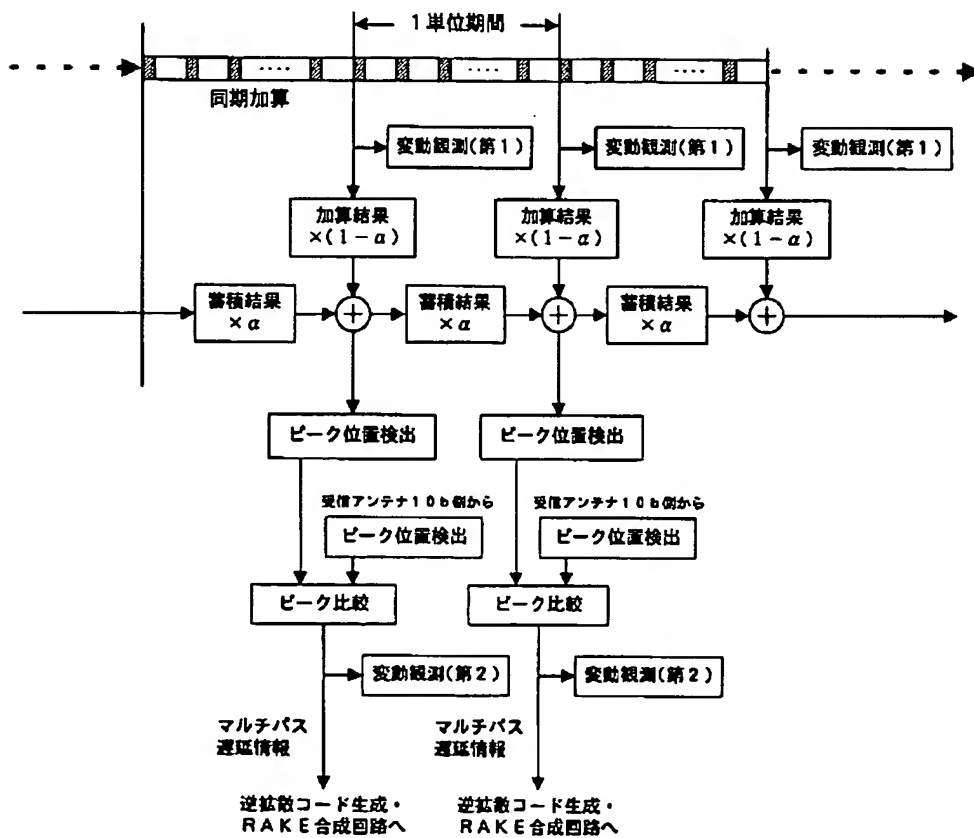 1単位期間
‥‥
‥‥
‥‥
同期加算
変動観測(第1)
変動観測(第1)
変動観測(第1)
加算結果
×(1-α)
加算結果
×(1-α)
加算結果
×(1-α)
蓄積結果
×α
+
蓄積結果
×α
+
蓄積結果
×α
+
ピーク位置検出
ピーク位置検出
受信アンテナ10b側から
受信アンテナ10b側から
ピーク位置検出
ピーク位置検出
ピーク比較
ピーク比較
変動観測(第2)
変動観測(第2)
マルチパス
遅延情報
マルチパス
遅延情報
逆拡散コード生成・
RAKE合成回路へ
逆拡散コード生成・
RAKE合成回路へ